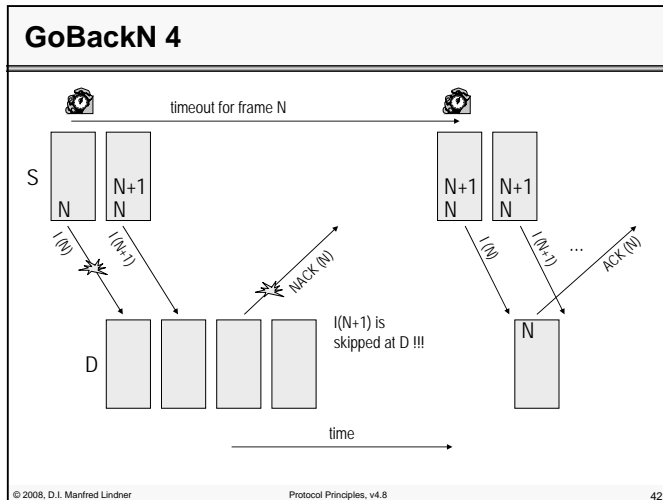 GoBackN 4
timeout for frame N
S
N
N+1
N
N+1
N
N+1
N
I (N)
I (N+1)
NACK (N)
I (N)
I (N+1)
...
ACK (N)
I(N+1) is
skipped at D !!!
N
D
time
© 2008, D.I. Manfred Lindner
Protocol Principles, v4.8
42